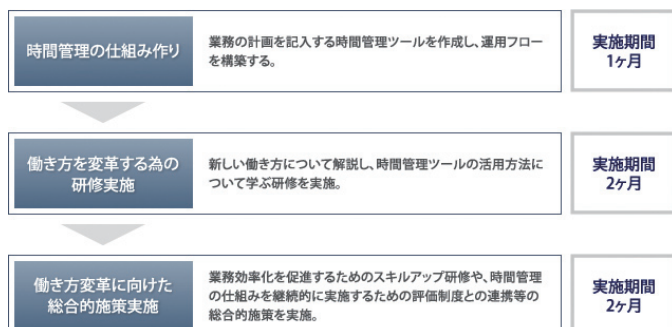 時間管理の仕組み作り
業務の計画を記入する時間管理ツールを作成し、運用フロー
を構築する。
実施期間
1ヶ月
働き方を変革する為の
研修実施
新しい働き方について解説し、時間管理ツールの活用方法に
ついて学ぶ研修を実施。
実施期間
2ヶ月
働き方変革に向けた
総合的施策実施
業務効率化を促進するためのスキルアップ研修や、時間管理
の仕組みを継続的に実施するための評価制度との連携等の
総合的施策を実施。
実施期間
2ヶ月